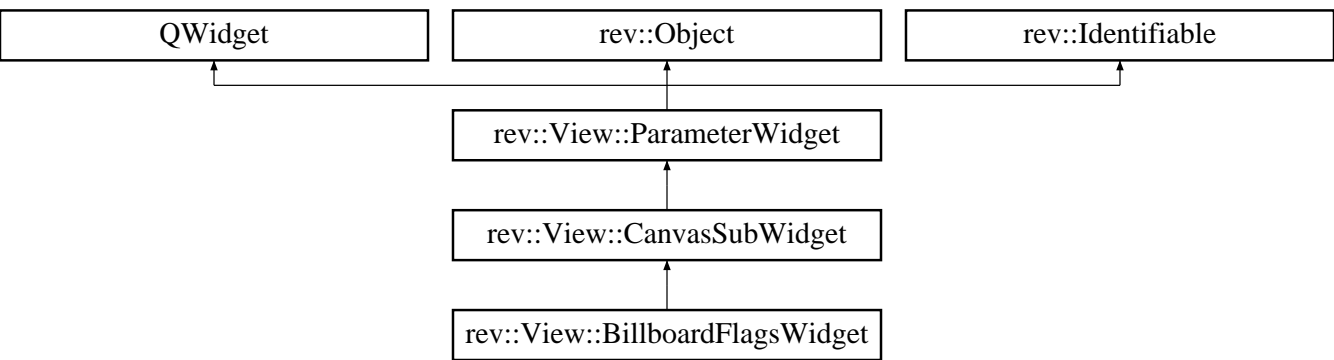 QWidget
rev::Object
rev::Identifiable
rev::View::ParameterWidget
rev::View::CanvasSubWidget
rev::View::BillboardFlagsWidget